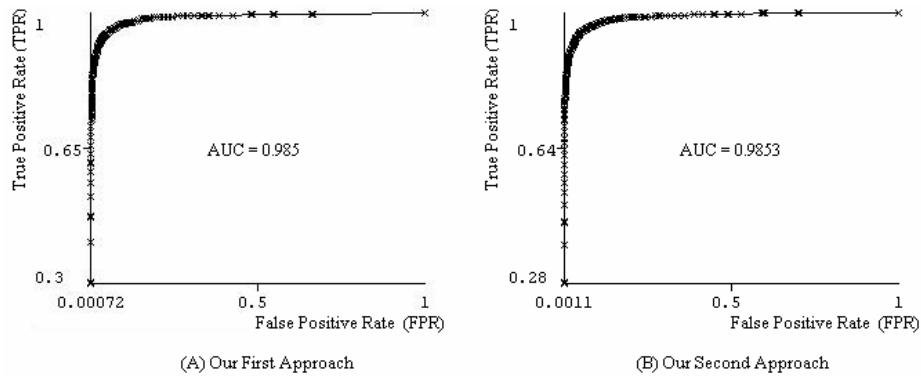 True Positive Rate (TPR)
1
0.65
0.3
AUC = 0.985
0.00072
0.5
1
False Positive Rate (FPR)
(A) Our First Approach
True Positive Rate (TPR)
1
0.64
0.28
AUC = 0.9853
0.0011
0.5
1
False Positive Rate (FPR)
(B) Our Second Approach